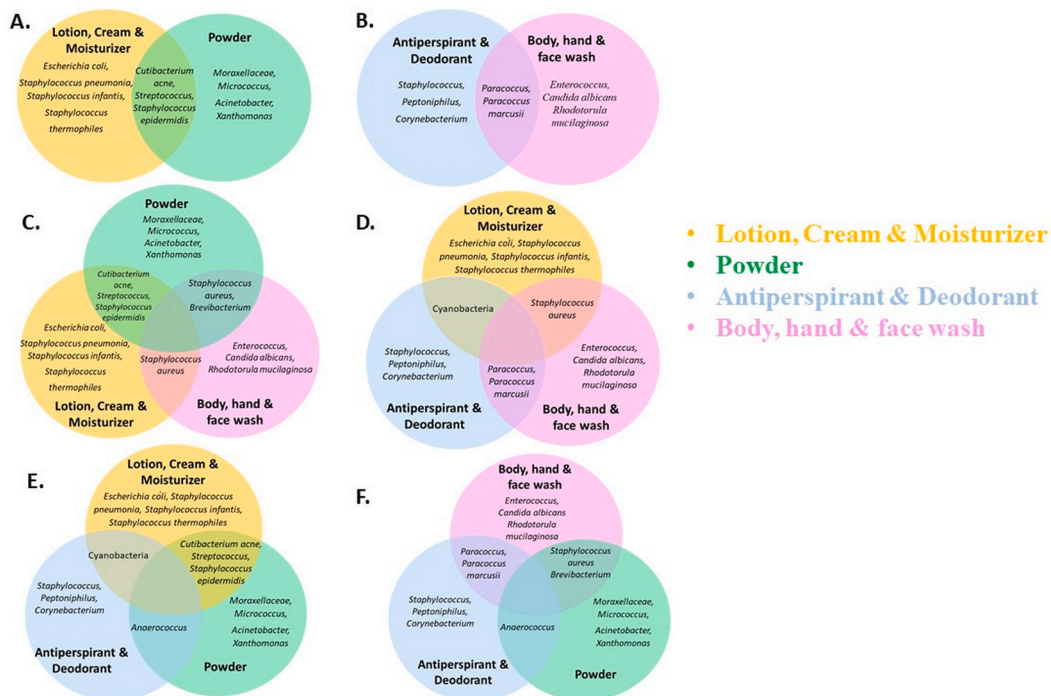 A.
Lotion, Cream &
Moisturizer
Escherichia coli,
Staphylococcus pneumonia,
Staphylococcus infantis,
Staphylococcus
thermophiles
Cutibacterium
acne,
Streptococcus,
Staphylococcus
epidermidis
Powder
Moraxellaceae,
Micrococcus,
Acinetobacter,
Xanthomonas
B.
Antiperspirant &
Deodorant
Staphylococcus,
Peptoniphilus,
Corynebacterium
Paracoccus,
Paracoccus
marcusii
Body, hand &
face wash
Enterococcus,
Candida albicans
Rhodotorula
mucilaginosa
C.
Powder
Moraxellaceae,
Micrococcus,
Acinetobacter,
Xanthomonas
Cutibacterium
acne,
Streptococcus,
Staphylococcus
epidermidis
Staphylococcus
aureus,
Brevibacterium
Escherichia coli,
Staphylococcus pneumonia,
Staphylococcus infantis,
Staphylococcus
thermophiles
Staphylococcus
aureus
Enterococcus,
Candida albicans,
Rhodotorula mucilaginosa
Lotion, Cream &
Moisturizer
Body, hand &
face wash
D.
Lotion, Cream &
Moisturizer
Escherichia coli, Staphylococcus
pneumonia, Staphylococcus infantis,
Staphylococcus thermophiles
Cyanobacteria
Staphylococcus
aureus
Staphylococcus,
Peptoniphilus,
Corynebacterium
Paracoccus,
Paracoccus
marcusii
Enterococcus,
Candida albicans,
Rhodotorula
mucilaginosa
Antiperspirant &
Deodorant
Body, hand &
face wash
• Lotion, Cream & Moisturizer
• Powder
• Antiperspirant & Deodorant
• Body, hand & face wash
E.
Lotion, Cream &
Moisturizer
Escherichia coli, Staphylococcus
pneumonia, Staphylococcus infantis,
Staphylococcus thermophiles
Cyanobacteria
Cutibacterium acne,
Streptococcus,
Staphylococcus
epidermidis
Staphylococcus,
Peptoniphilus,
Corynebacterium
Anaerococcus
Moraxellaceae,
Micrococcus,
Acinetobacter,
Xanthomonas
Antiperspirant &
Deodorant
Powder
F.
Body, hand &
face wash
Enterococcus,
Candida albicans
Rhodotorula
mucilaginosa
Paracoccus,
Paracoccus
marcusii
Staphylococcus
aureus
Brevibacterium
Staphylococcus,
Peptoniphilus,
Corynebacterium
Anaerococcus
Moraxellaceae,
Micrococcus,
Acinetobacter,
Xanthomonas
Antiperspirant &
Deodorant
Powder